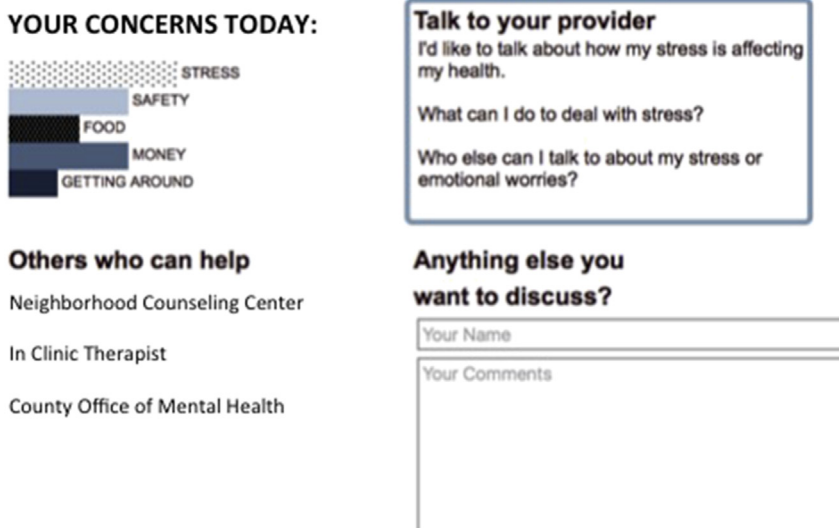 YOUR CONCERNS TODAY:
STRESS
SAFETY
FOOD
MONEY
GETTING AROUND
Talk to your provider
I'd like to talk about how my stress is affecting
my health.
What can I do to deal with stress?
Who else can I talk to about my stress or
emotional worries?
Others who can help
Neighborhood Counseling Center
In Clinic Therapist
County Office of Mental Health
Anything else you
want to discuss?
Your Name
Your Comments